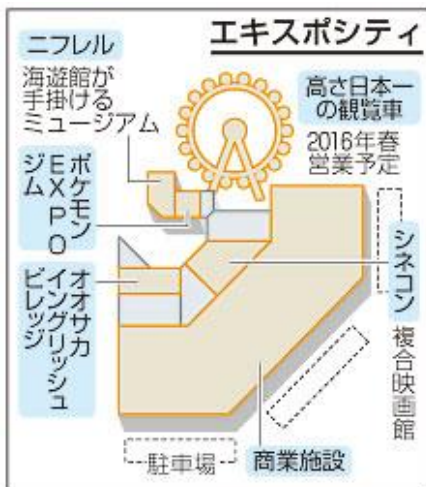 エキスポシティ
ニフレル
海遊館が
手掛ける
ミュージアム
高さ日本一
の観覧車
2016年春
営業予定
ポケモン
EXPO
ジム
シネコン
複合映画館
オオサカ
イングリッシュ
ビレッジ
駐車場
商業施設